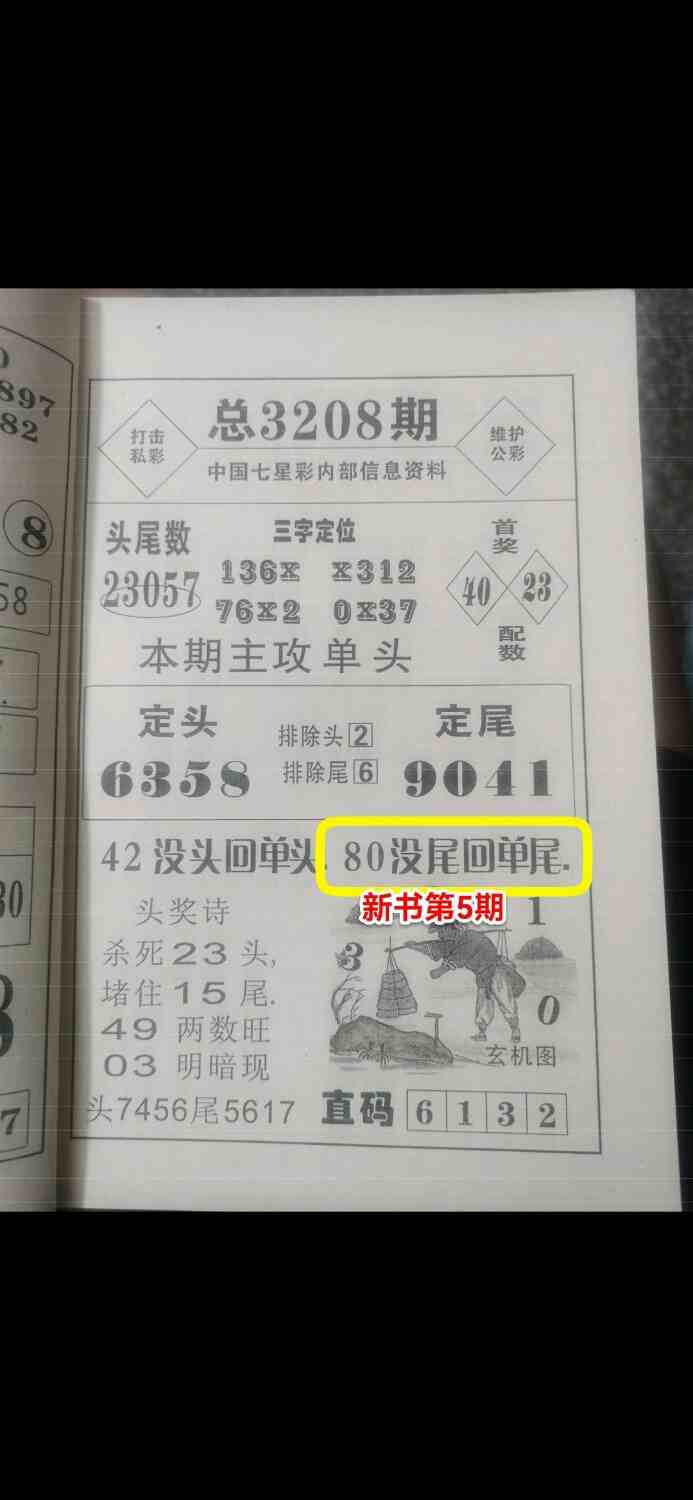 897
82
8
58
30
7
总3208期
打击
私彩
维护
公彩
中国七星彩内部信息资料
头尾数
23057
三字定位
136x x312
76x2 0x37
首奖
40 23
配数
本期主攻单头
定头
6358
排除头2
排除尾6
定尾
9041
42没头回单头. 80没尾回单尾.
新书第5期
头奖诗
杀死23头,
堵住15尾.
49两数旺
03明暗现
1
3
0
玄机图
头7456尾5617
直码 6 1 3 2